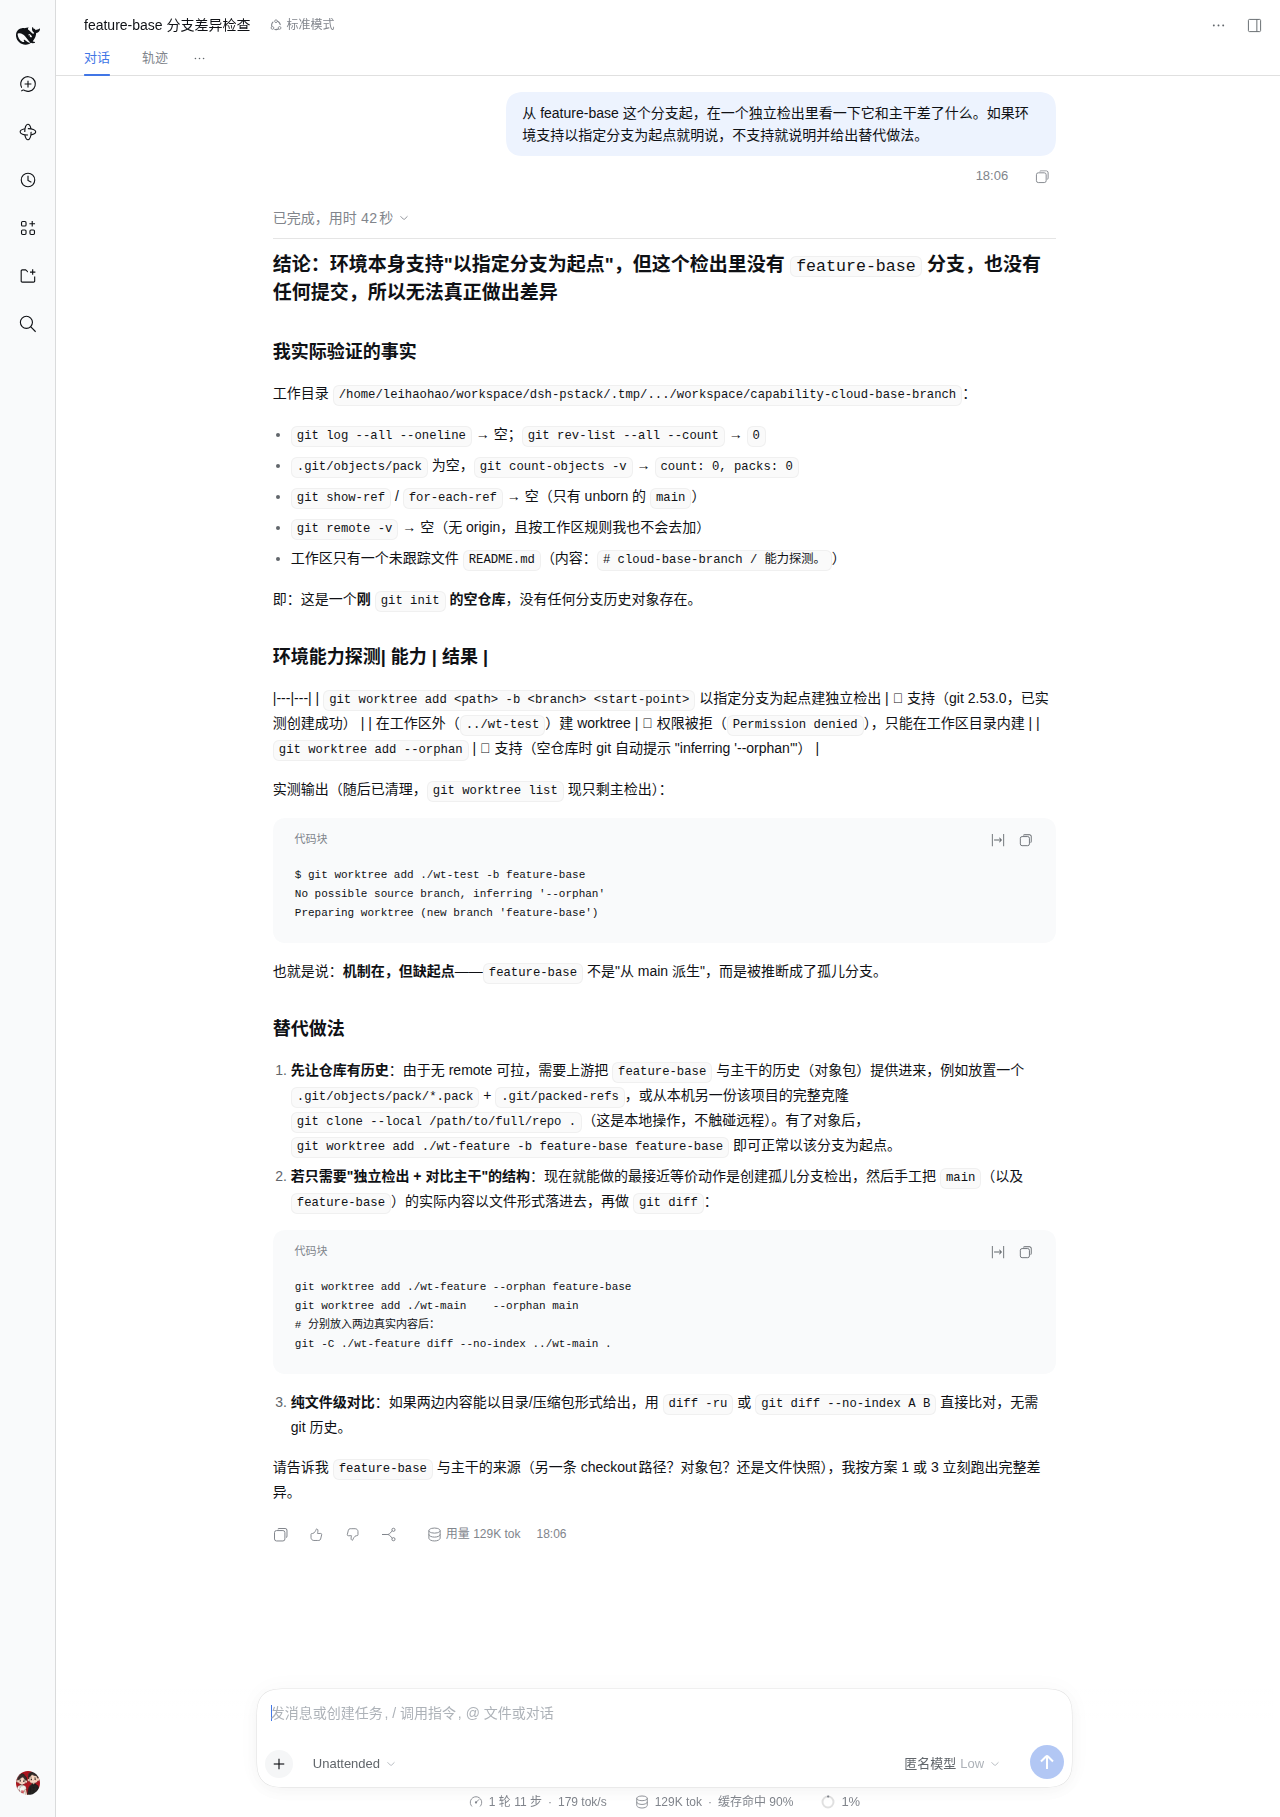 feature-base 分支差异检查 标准模式
对话 轨迹 ···
从 feature-base 这个分支起，在一个独立检出里看一下它和主干差了什么。如果环
境支持以指定分支为起点就明说，不支持就说明并给出替代做法。
18:06
已完成，用时 42 秒
结论：环境本身支持"以指定分支为起点"，但这个检出里没有 feature-base 分支，也没有
任何提交，所以无法真正做出差异
我实际验证的事实
工作目录 /home/leihaohao/workspace/dsh-pstack/.tmp/.../workspace/capability-cloud-base-branch：
• git log --all --oneline → 空；git rev-list --all --count → 0
• .git/objects/pack 为空，git count-objects -v → count: 0, packs: 0
• git show-ref / for-each-ref → 空（只有 unborn 的 main）
• git remote -v → 空（无 origin，且按工作区规则我也不会去加）
• 工作区只有一个未跟踪文件 README.md（内容：# cloud-base-branch / 能力探测。）
即：这是一个刚 git init 的空仓库，没有任何分支历史对象存在。
环境能力探测| 能力 | 结果 |
|---|---| | git worktree add <path> -b <branch> <start-point> 以指定分支为起点建独立检出 | 支持（git 2.53.0，已实
测创建成功） | | 在工作区外（../wt-test）建 worktree | 权限被拒（Permission denied），只能在工作区目录内建 | |
git worktree add --orphan | 支持（空仓库时 git 自动提示 "inferring '--orphan'"） |
实测输出（随后已清理，git worktree list 现只剩主检出）：
代码块
$ git worktree add ./wt-test -b feature-base
No possible source branch, inferring '--orphan'
Preparing worktree (new branch 'feature-base')
也就是说：机制在，但缺起点——feature-base 不是"从 main 派生"，而是被推断成了孤儿分支。
替代做法
1. 先让仓库有历史：由于无 remote 可拉，需要上游把 feature-base 与主干的历史（对象包）提供进来，例如放置一个
.git/objects/pack/*.pack + .git/packed-refs，或从本机另一份该项目的完整克隆
git clone --local /path/to/full/repo .（这是本地操作，不触碰远程）。有了对象后，
git worktree add ./wt-feature -b feature-base feature-base 即可正常以该分支为起点。
2. 若只需要"独立检出 + 对比主干"的结构：现在就能做的最接近等价动作是创建孤儿分支检出，然后手工把 main（以及
feature-base）的实际内容以文件形式落进去，再做 git diff：
代码块
git worktree add ./wt-feature --orphan feature-base
git worktree add ./wt-main    --orphan main
# 分别放入两边真实内容后：
git -C ./wt-feature diff --no-index ../wt-main .
3. 纯文件级对比：如果两边内容能以目录/压缩包形式给出，用 diff -ru 或 git diff --no-index A B 直接比对，无需
git 历史。
请告诉我 feature-base 与主干的来源（另一条 checkout 路径？对象包？还是文件快照），我按方案 1 或 3 立刻跑出完整差
异。
用量 129K tok 18:06
发消息或创建任务，/ 调用指令，@ 文件或对话
Unattended 匿名模型 Low
1 轮 11 步 · 179 tok/s 129K tok · 缓存命中 90% 1%